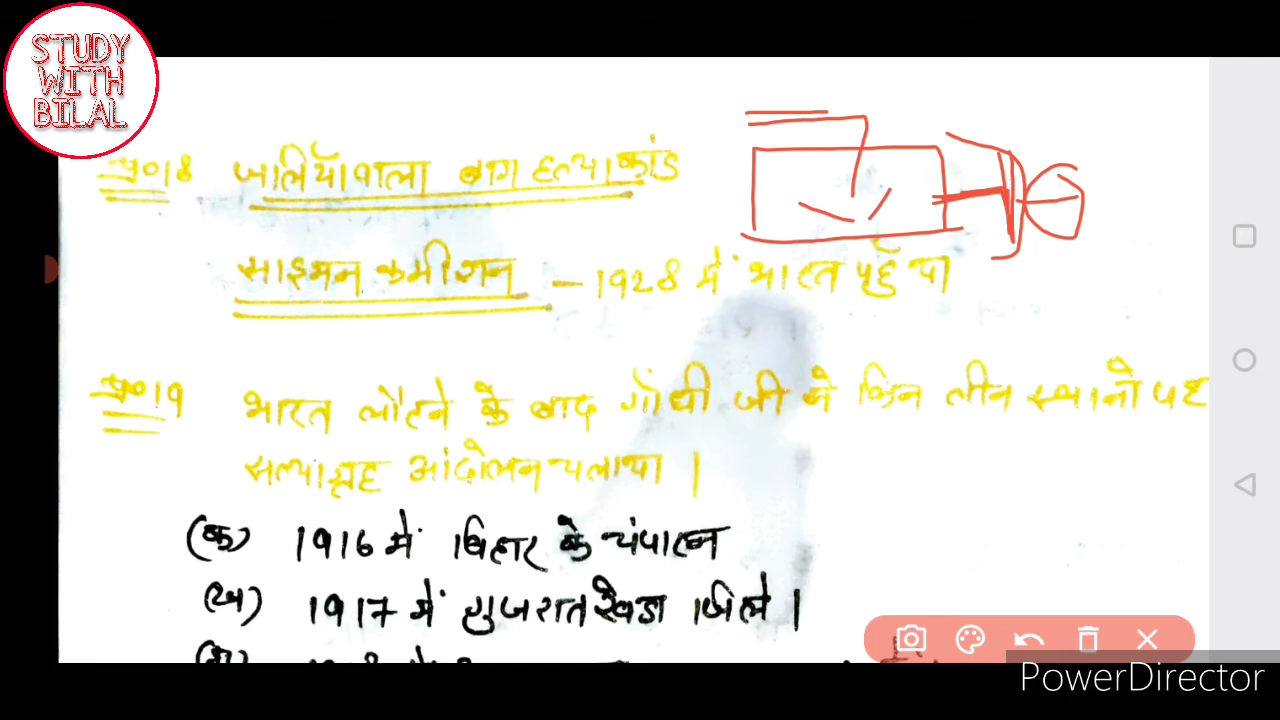 STUDY
WITH
BILAL
प्र०18 जलियाँवाला बाग हत्याकांड
साइमन कमीशन – 1928 में भारत पहुँचा
प्र०19 भारत लौटने के बाद गाँधी जी ने किन तीन स्थानों पर
सत्याग्रह आंदोलन चलाया।
(क) 1916 में बिहार के चंपारन
(ख) 1917 में गुजरात खेडा जिले।
PowerDirector